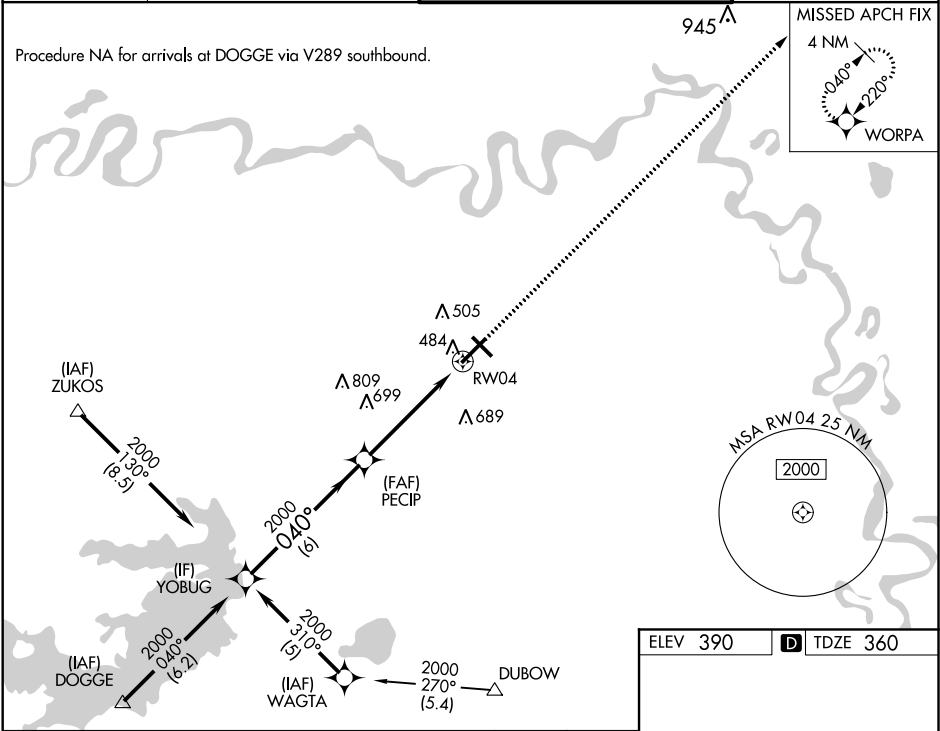 Procedure NA for arrivals at DOGGE via V289 southbound.
945
MISSED APCH FIX
4 NM
040°
220°
WORPA
505
484
RW04
809
699
689
(IAF)
ZUKOS
2000
130°
(8.5)
(FAF)
PECIP
2000
040°
(6)
(IF)
YOBUG
2000
310°
(5)
(IAF)
DOGGE
2000
040°
(6.2)
(IAF)
WAGTA
2000
270°
(5.4)
DUBOW
MSA RW04 25 NM
2000
ELEV 390 D TDZE 360